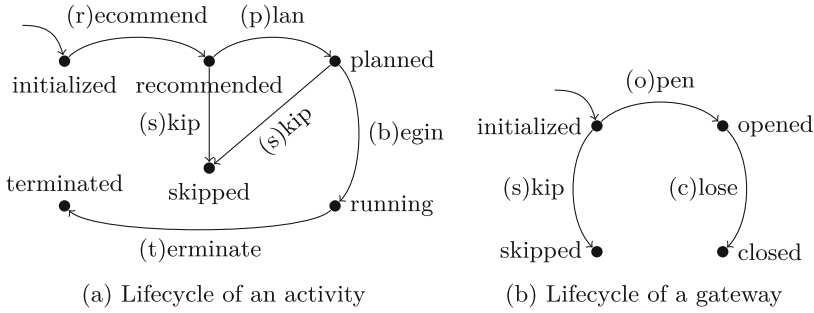 (r)ecommend
(p)lan
planned
initialized
recommended
(s)kip
(s)kip
(b)egin
terminated
skipped
running
(t)erminate
(a) Lifecycle of an activity
(o)pen
initialized
opened
(s)kip
(c)lose
skipped
closed
(b) Lifecycle of a gateway